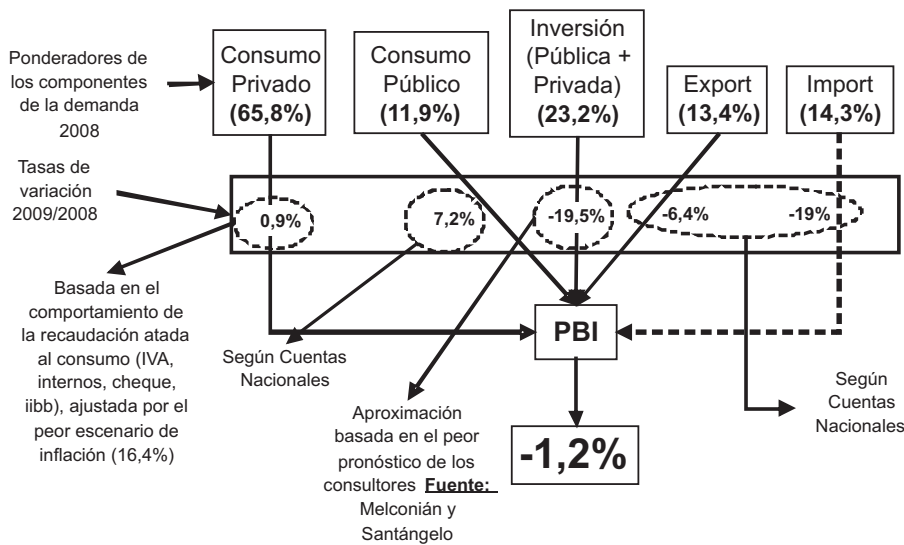 Ponderadores de
los componentes
de la demanda
2008
Consumo
Privado
(65,8%)
Consumo
Público
(11,9%)
Inversión
(Pública +
Privada)
(23,2%)
Export
(13,4%)
Import
(14,3%)
Tasas de
variación
2009/2008
0,9%
7,2%
-19,5%
-6,4%
-19%
Basada en el
comportamiento de
la recaudación atada
al consumo (IVA,
internos, cheque,
iibb), ajustada por el
peor escenario de
inflación (16,4%)
Según Cuentas
Nacionales
Aproximación
basada en el peor
pronóstico de los
consultores Fuente:
Melconián y
Santángelo
PBI
-1,2%
Según
Cuentas
Nacionales